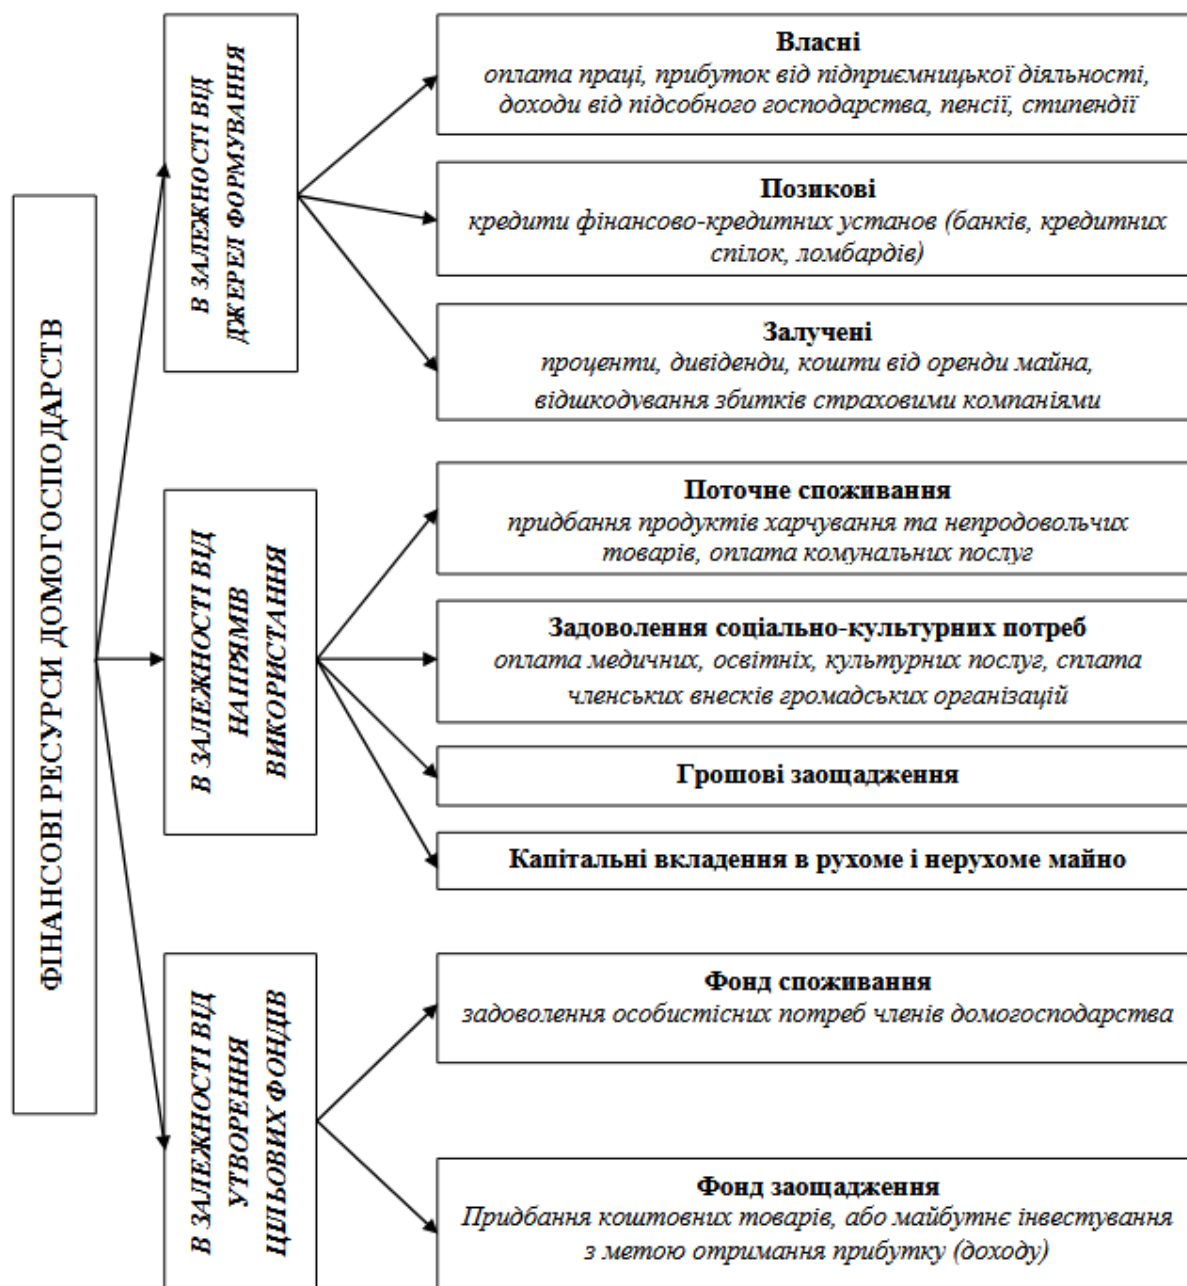 ФІНАНСОВІ РЕСУРСИ ДОМОГОСПОДАРСТВ
В ЗАЛЕЖНОСТІ ВІД
ДЖЕРЕЛ ФОРМУВАННЯ
Власні
оплата праці, прибуток від підприємницької діяльності,
доходи від підсобного господарства, пенсії, стипендії
Позикові
кредити фінансово-кредитних установ (банків, кредитних
спілок, ломбардів)
Залучені
проценти, дивіденди, кошти від оренди майна,
відшкодування збитків страховими компаніями
В ЗАЛЕЖНОСТІ ВІД
НАПРЯМІВ
ВИКОРИСТАННЯ
Поточне споживання
придбання продуктів харчування та непродовольчих
товарів, оплата комунальних послуг
Задоволення соціально-культурних потреб
оплата медичних, освітніх, культурних послуг, сплата
членських внесків громадських організацій
Грошові заощадження
Капітальні вкладення в рухоме і нерухоме майно
В ЗАЛЕЖНОСТІ ВІД
УТВОРЕННЯ
ЦІЛЬОВИХ ФОНДІВ
Фонд споживання
задоволення особистісних потреб членів домогосподарства
Фонд заощадження
Придбання коштовних товарів, або майбутнє інвестування
з метою отримання прибутку (доходу)